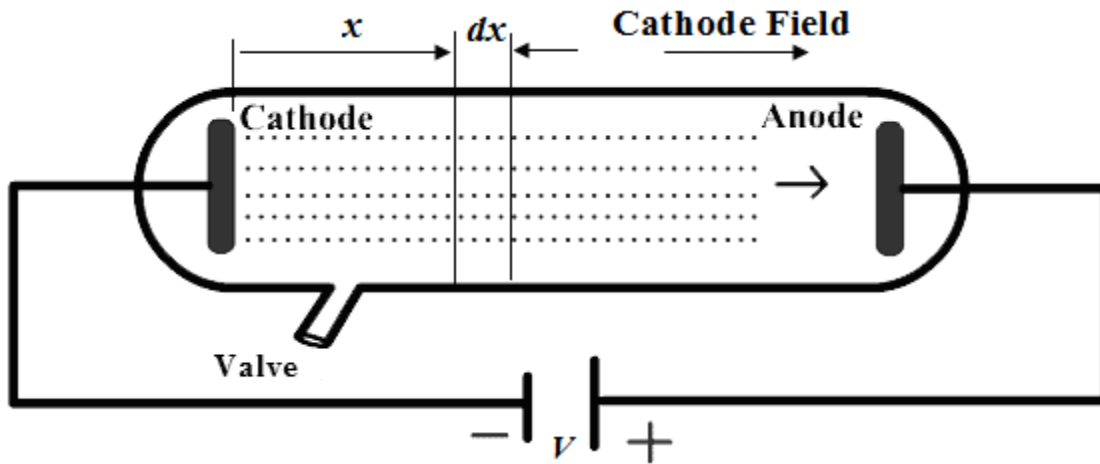 x dx Cathode Field
Cathode Anode
Valve
− V +